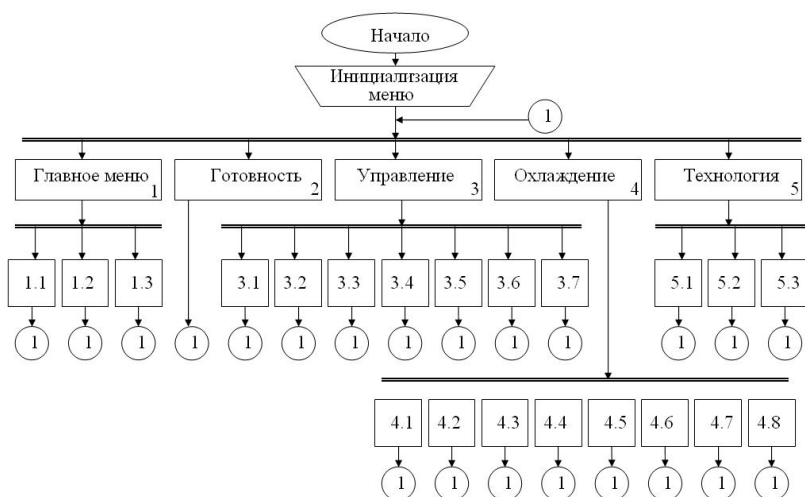 Начало
Инициализация
меню
1
Главное меню 1
Готовность 2
Управление 3
Охлаждение 4
Технология 5
1.1 1.2 1.3 3.1 3.2 3.3 3.4 3.5 3.6 3.7 5.1 5.2 5.3
1 1 1 1 1 1 1 1 1 1 1 1 1 1
4.1 4.2 4.3 4.4 4.5 4.6 4.7 4.8
1 1 1 1 1 1 1 1